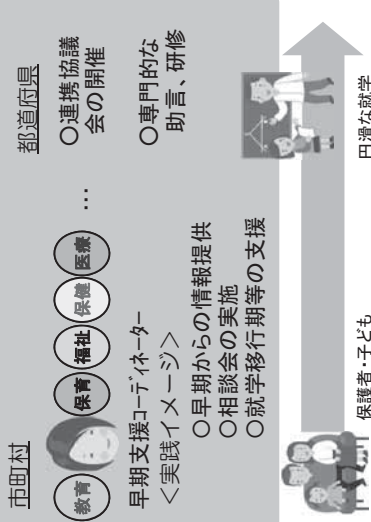 市町村
教育 保育 福祉 保健 医療 …
早期支援コーディネーター
＜実践イメージ＞
○早期からの情報提供
○相談会の実施
○就学移行期等の支援
都道府県
○連携協議
会の開催
○専門的な
助言、研修
保護者・子ども
円滑な就学